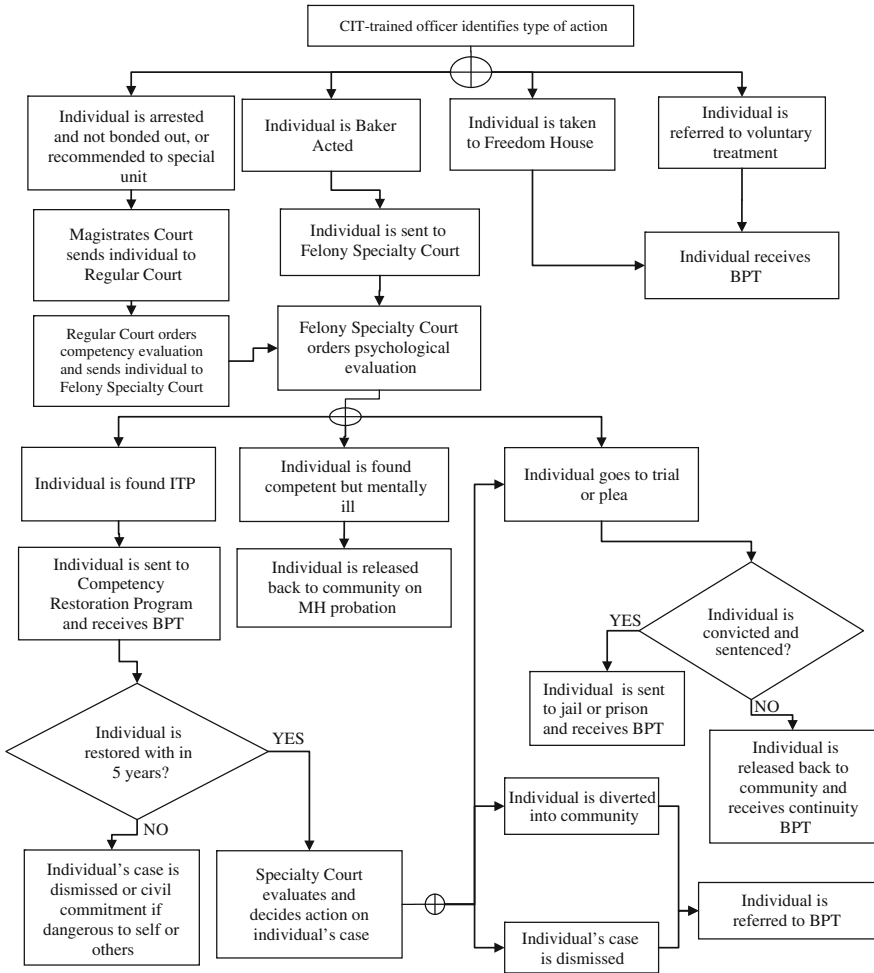 CIT-trained officer identifies type of action
Individual is arrested
and not bonded out, or
recommended to special
unit
Individual is Baker
Acted
Individual is taken
to Freedom House
Individual is
referred to voluntary
treatment
Magistrates Court
sends individual to
Regular Court
Individual is sent to
Felony Specialty Court
Individual receives
BPT
Regular Court orders
competency evaluation
and sends individual to
Felony Specialty Court
Felony Specialty Court
orders psychological
evaluation
Individual is found ITP
Individual is found
competent but mentally
ill
Individual goes to trial
or plea
Individual is sent to
Competency
Restoration Program
and receives BPT
Individual is released
back to community on
MH probation
Individual is
convicted and
sentenced?
YES
NO
Individual is sent
to jail or prison
and receives BPT
Individual is
released back to
community and
receives continuity
BPT
Individual is
restored with in
5 years?
YES
NO
Individual is diverted
into community
Individual's case is
dismissed or civil
commitment if
dangerous to self or
others
Specialty Court
evaluates and
decides action on
individual's case
Individual is
referred to BPT
Individual's case
is dismissed